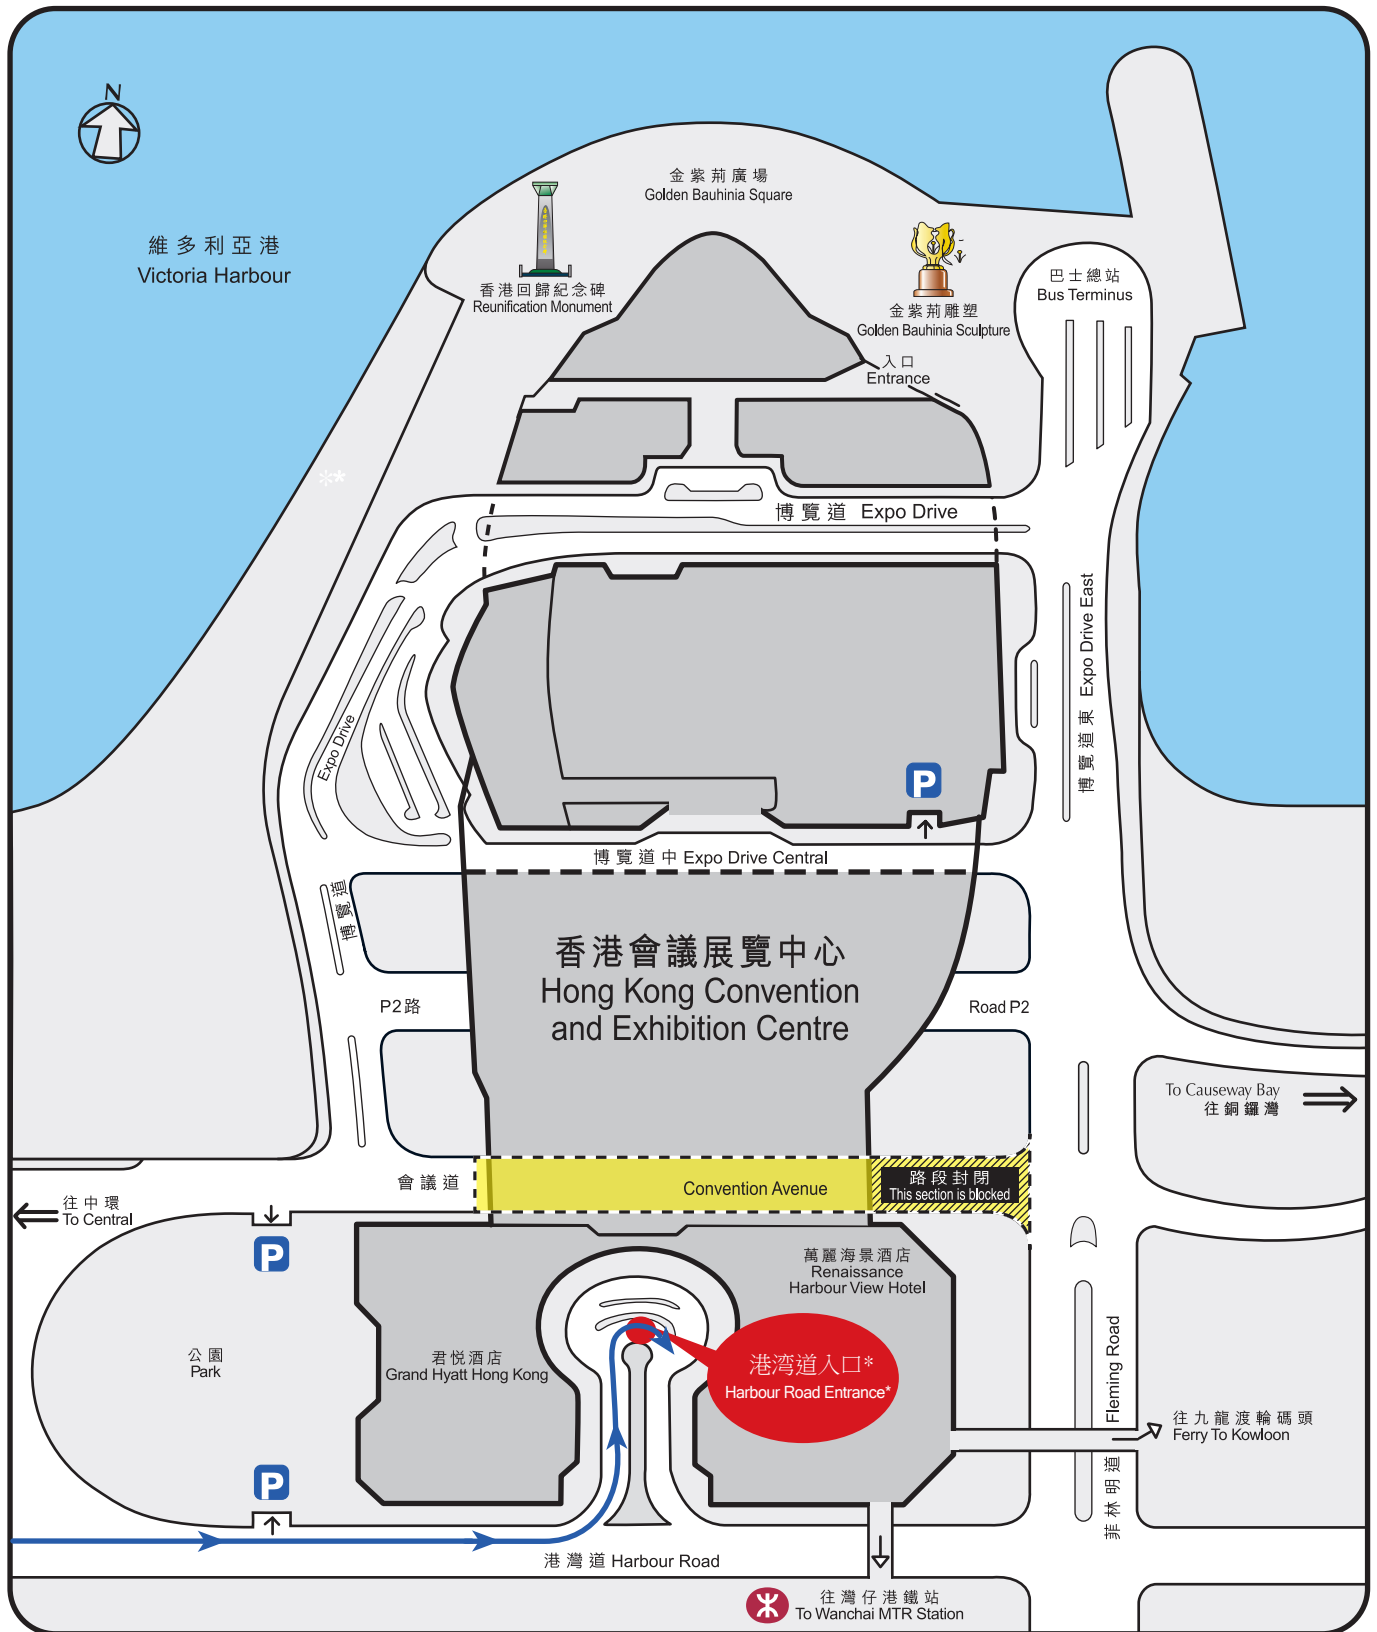 N
金紫荊廣場
Golden Bauhinia Square
維多利亞港
Victoria Harbour
香港回歸紀念碑
Reunification Monument
金紫荊雕塑
Golden Bauhinia Sculpture
巴士總站
Bus Terminus
入口
Entrance
**
博覽道 Expo Drive
博覽道東 Expo Drive East
Expo Drive
P
博覽道中 Expo Drive Central
博覽道
香港會議展覽中心
Hong Kong Convention
and Exhibition Centre
P2路
Road P2
To Causeway Bay
往銅鑼灣
會議道
Convention Avenue
路段封閉
This section is blocked
往中環
To Central
P
萬麗海景酒店
Renaissance
Harbour View Hotel
公園
Park
君悅酒店
Grand Hyatt Hong Kong
港湾道入口*
Harbour Road Entrance*
菲林明道 Fleming Road
往九龍渡輪碼頭
Ferry To Kowloon
P
港灣道 Harbour Road
往灣仔港鐵站
To Wanchai MTR Station